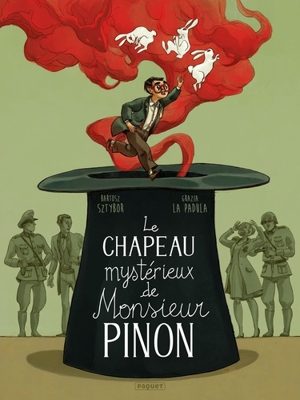 BARTOSZ
SZTYBOR
GRAZIA
LA PADULA
Le
CHAPEAU
mystérieux
de
Monsieur
PINON
PAQUET